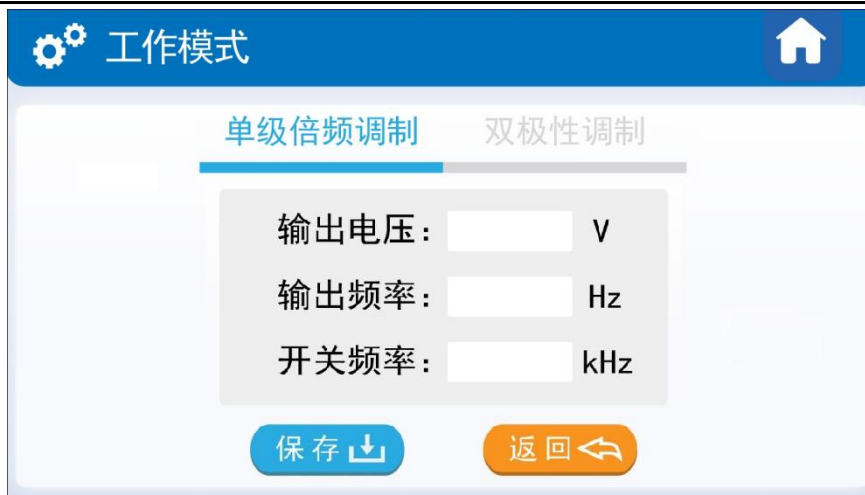 工作模式
单级倍频调制 双极性调制
输出电压: V
输出频率: Hz
开关频率: kHz
保存 返回